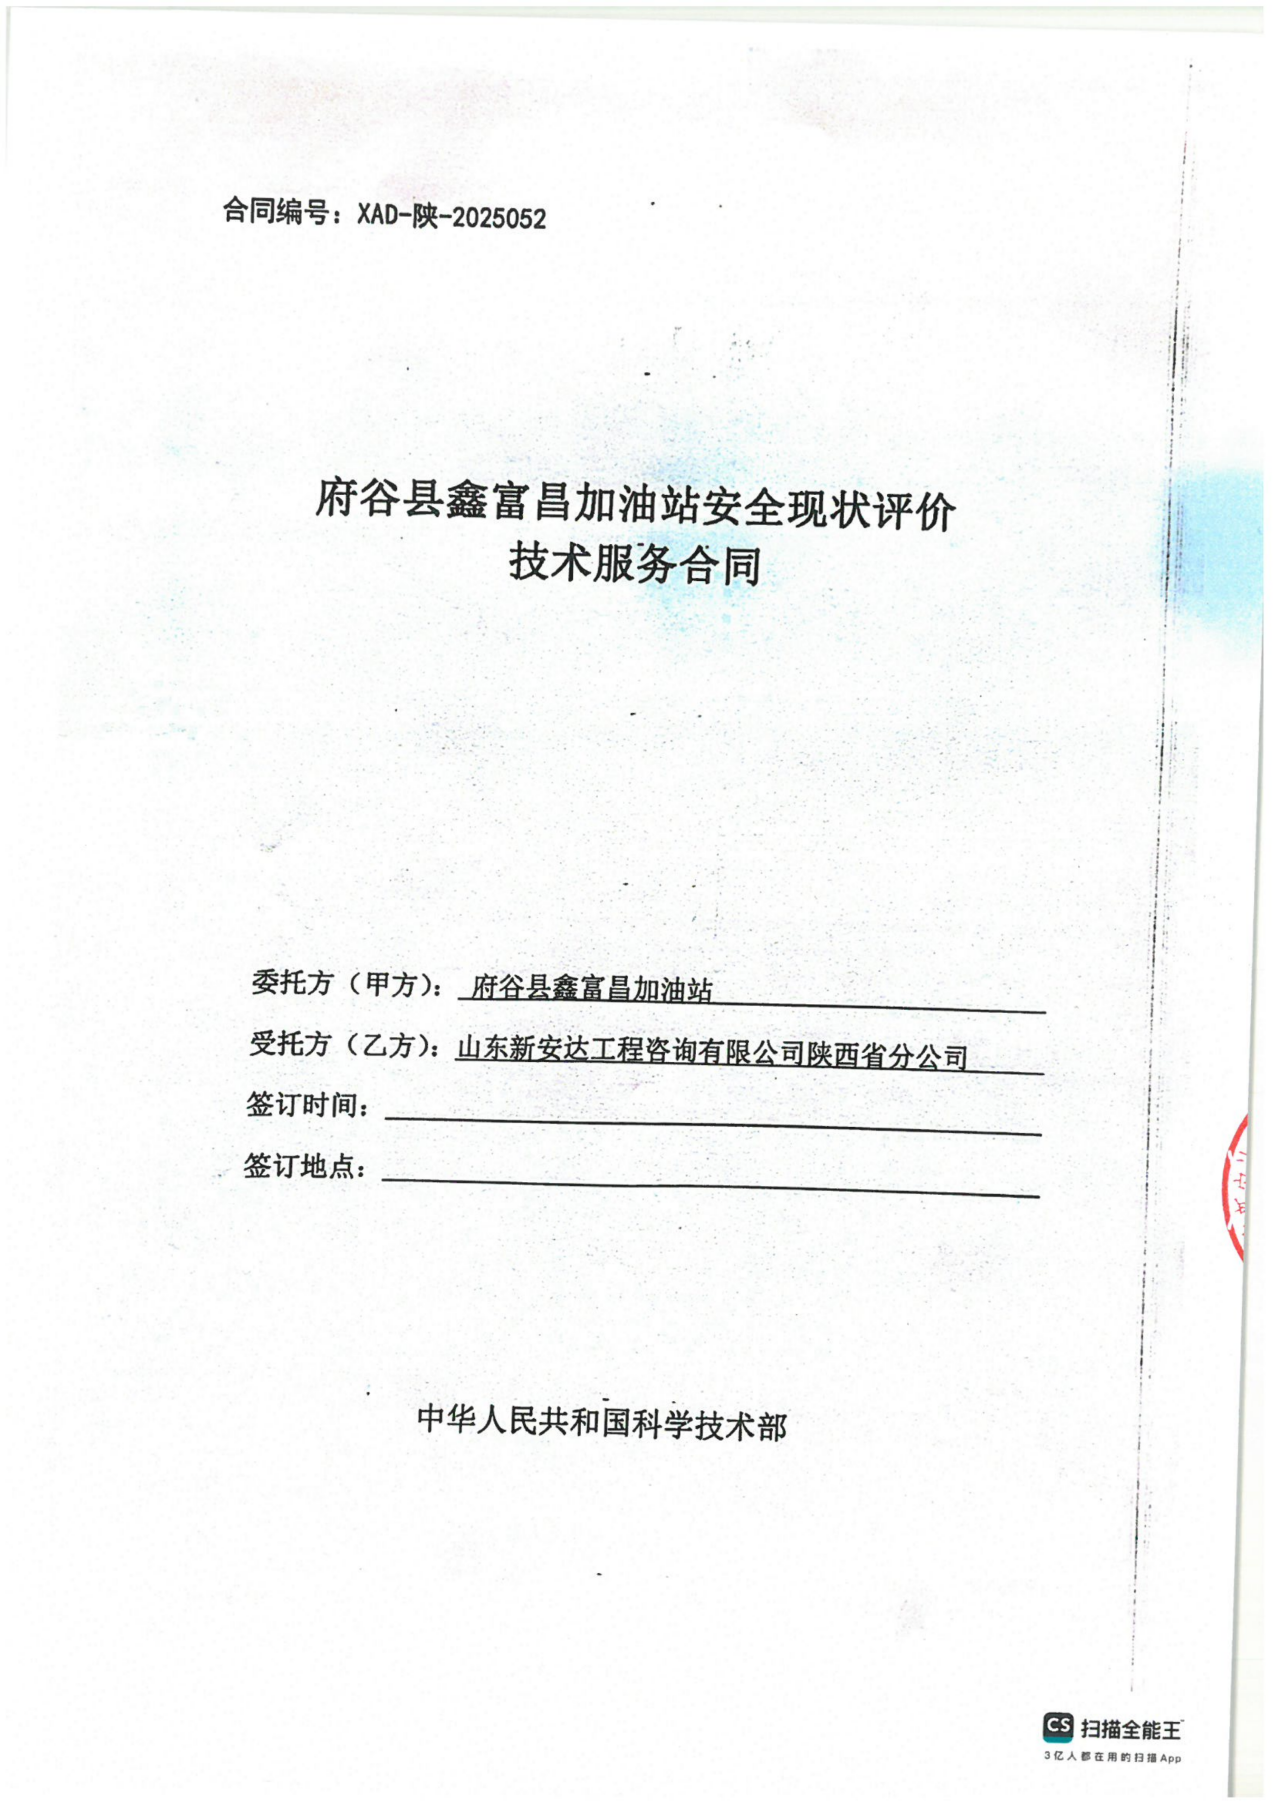 合同编号：XAD-陕-2025052
府谷县鑫富昌加油站安全现状评价
技术服务合同
委托方（甲方）：府谷县鑫富昌加油站
受托方（乙方）：山东新安达工程咨询有限公司陕西省分公司
签订时间：
签订地点：
中华人民共和国科学技术部
CS 扫描全能王
3亿人都在用的扫描App